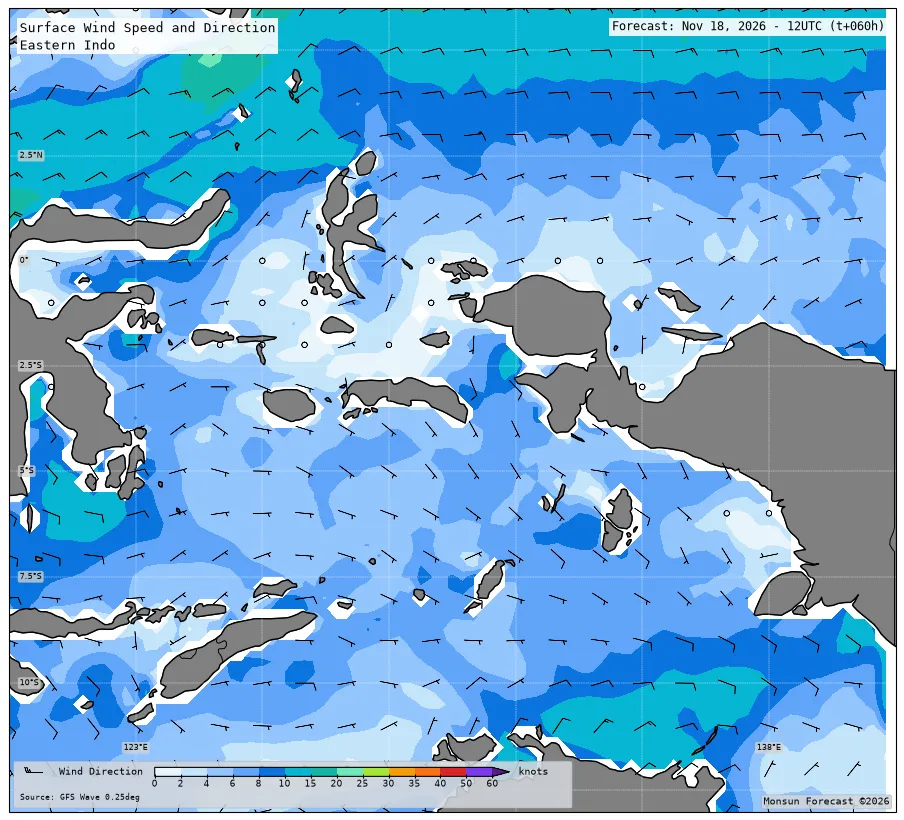 Surface Wind Speed and Direction
Eastern Indo
Forecast: Nov 18, 2026 - 12UTC (t+060h)
2.5°N
0°
2.5°S
5°S
7.5°S
10°S
123°E
138°E
Wind Direction
0 2 4 6 8 10 15 20 25 30 35 40 50 60
knots
Source: GFS Wave 0.25deg
Monsun Forecast ©2026